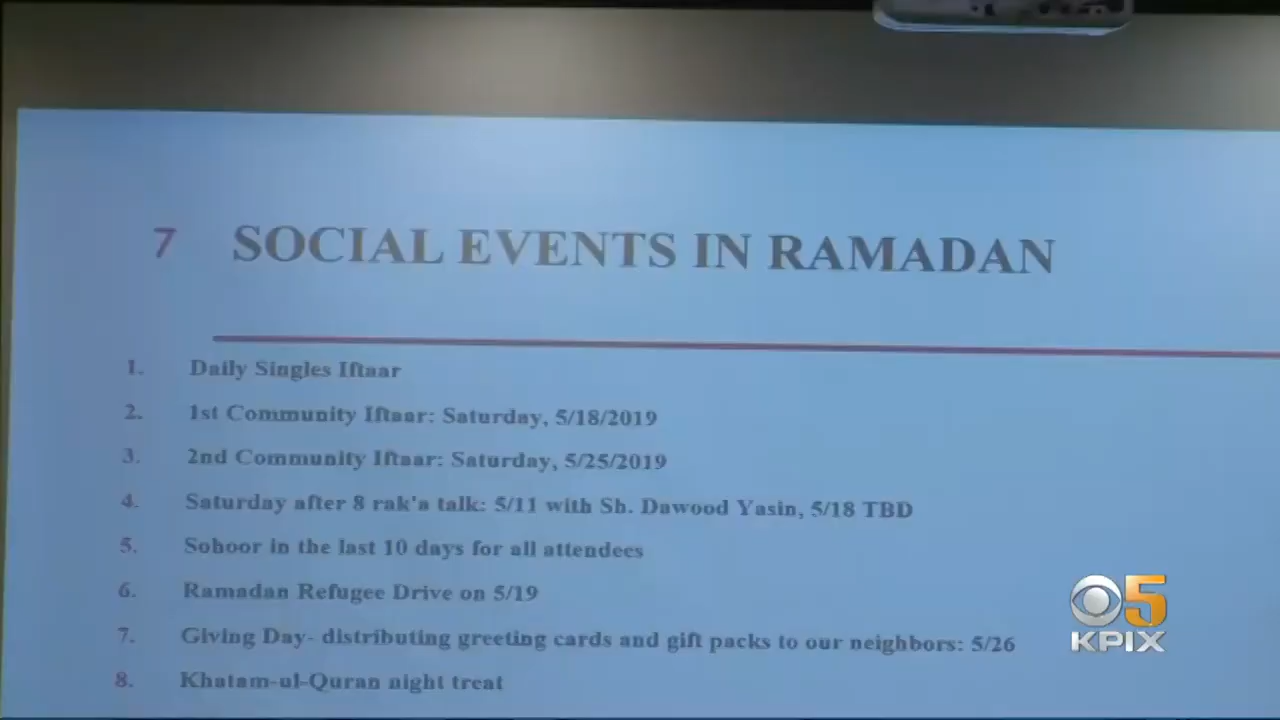 7 SOCIAL EVENTS IN RAMADAN
1. Daily Singles Iftaar
2. 1st Community Iftaar: Saturday, 5/18/2019
3. 2nd Community Iftaar: Saturday, 5/25/2019
4. Saturday after 8 rak'a talk: 5/11 with Sh. Dawood Yasin, 5/18 TBD
5. Sohoor in the last 10 days for all attendees
6. Ramadan Refugee Drive on 5/19
7. Giving Day- distributing greeting cards and gift packs to our neighbors: 5/26
8. Khatam-ul-Quran night treat
5
KPIX